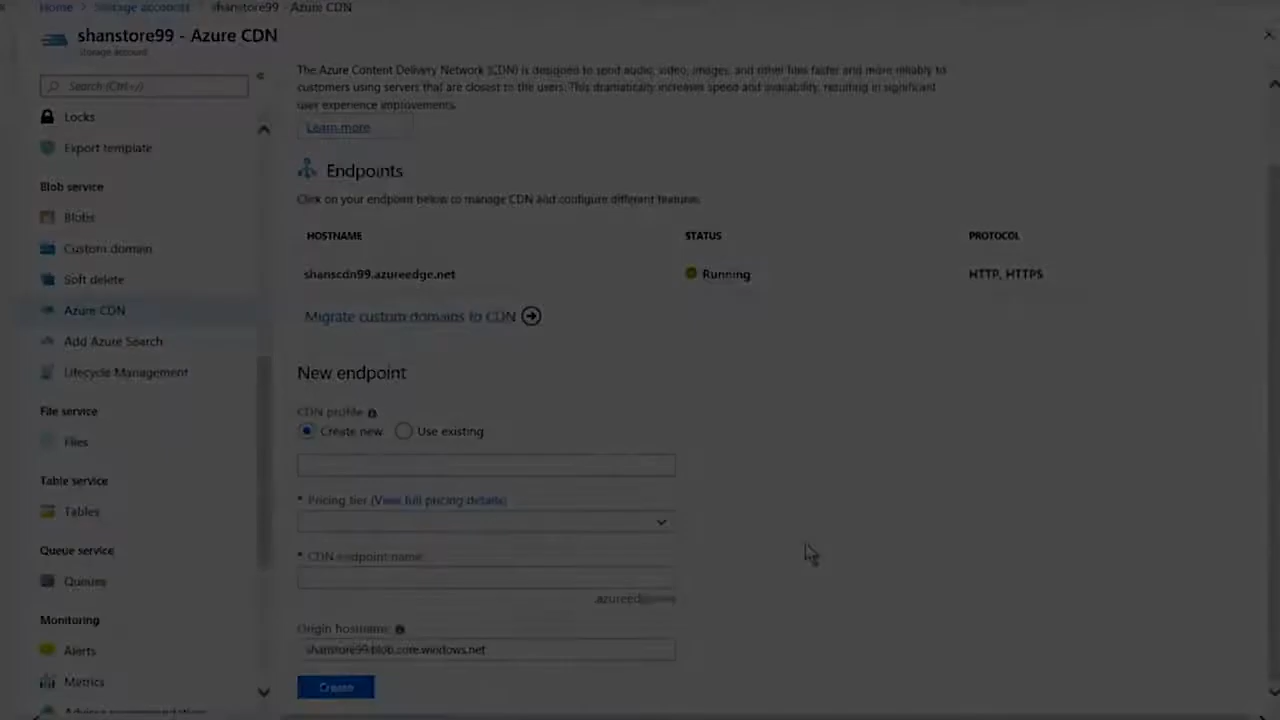 Home > Storage accounts > shanstore99 - Azure CDN
shanstore99 - Azure CDN
Storage account
Search (Ctrl+/)
«
Locks
Export template
Blob service
Blobs
Custom domain
Soft delete
Azure CDN
Add Azure Search
Lifecycle Management
File service
Files
Table service
Tables
Queue service
Queues
Monitoring
Alerts
Metrics
The Azure Content Delivery Network (CDN) is designed to send audio, video, images, and other files faster and more reliably to
customers using servers that are closest to the users. This dramatically increases speed and availability, resulting in significant
user experience improvements.
Learn more
Endpoints
Click on your endpoint below to manage CDN and configure different features.
HOSTNAME STATUS PROTOCOL
shanscdn99.azureedge.net Running HTTP, HTTPS
Migrate custom domains to CDN
New endpoint
CDN profile
Create new Use existing
* Pricing tier (View full pricing details)
* CDN endpoint name
.azureedge.net
Origin hostname
shanstore99.blob.core.windows.net
Create